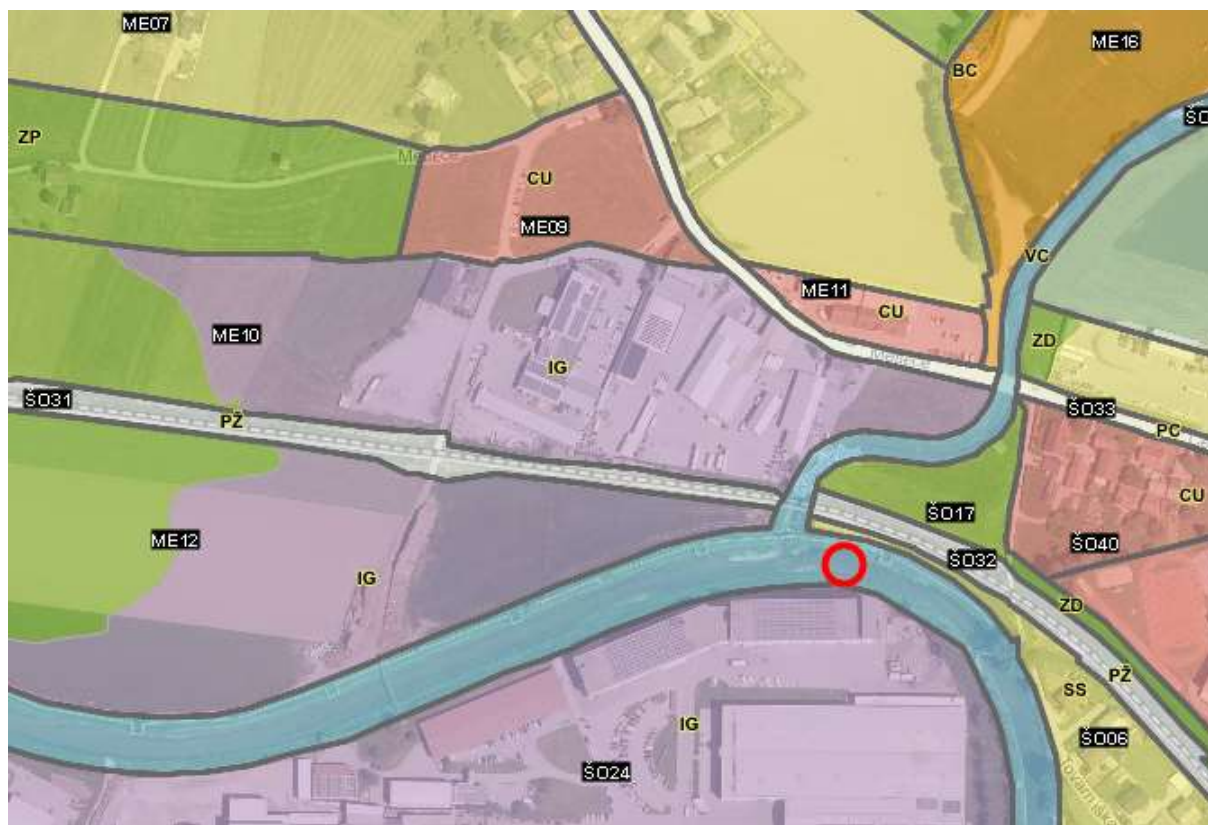 ME07
ME16
BC
ŠO
ZP
CU
ME09
VC
ME11
CU
ME10
ZD
IG
ŠO31
PŽ
ŠO33
PC
CU
ŠO17
ME12
ŠO40
ŠO32
IG
ZD
PŽ
SS
IG
ŠO06
ŠO24